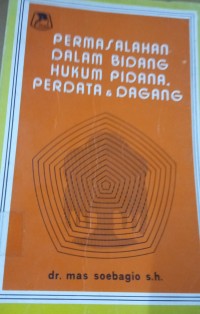 PERMASALAHAN
DALAM BIDANG
HUKUM PIDANA,
PERDATA & DAGANG
dr. mas soebagio s.h.